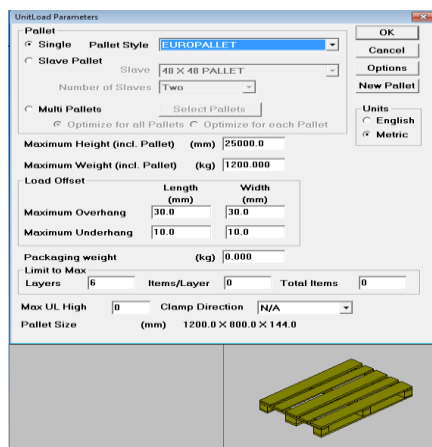 UnitLoad Parameters
Pallet
Single Pallet Style EUROPALLET
Slave Pallet
Slave 48 X 48 PALLET
Number of Slaves Two
Multi Pallets Select Pallets
Optimize for all Pallets Optimize for each Pallet
OK
Cancel
Options
New Pallet
Units
English
Metric
Maximum Height (incl. Pallet) (mm) 25000.0
Maximum Weight (incl. Pallet) (kg) 1200.000
Load Offset
Length Width
(mm) (mm)
Maximum Overhang 30.0 30.0
Maximum Underhang 10.0 10.0
Packaging weight (kg) 0.000
Limit to Max
Layers 6 Items/Layer 0 Total Items 0
Max UL High 0 Clamp Direction N/A
Pallet Size (mm) 1200.0 X 800.0 X 144.0